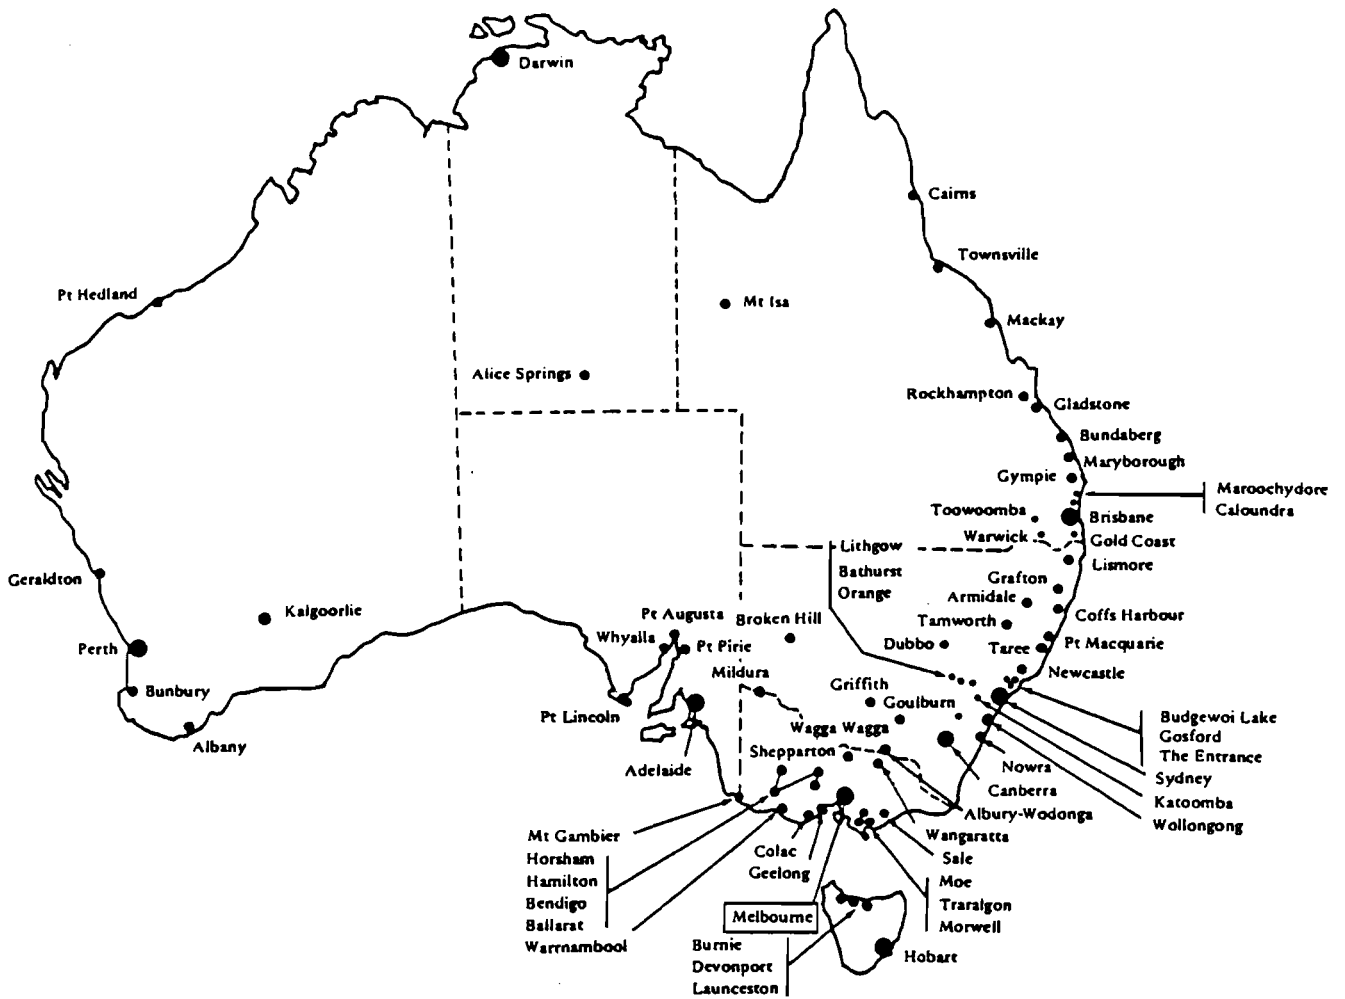 Darwin
Cairns
Townsville
Pt Hedland
Mt Isa
Mackay
Alice Springs
Rockhampton
Gladstone
Bundaberg
Maryborough
Gympie
Maroochydore
Caloundra
Toowoomba
Brisbane
Warwick
Gold Coast
Lithgow
Bathurst
Orange
Lismore
Geraldton
Grafton
Armidale
Kalgoorlie
Pt Augusta
Broken Hill
Tamworth
Coffs Harbour
Whyalla
Pt Pirie
Dubbo
Taree
Pt Macquarie
Perth
Mildura
Newcastle
Bunbury
Griffith
Goulburn
Pt Lincoln
Budgewoi Lake
Gosford
The Entrance
Albany
Wagga Wagga
Shepparton
Adelaide
Nowra
Sydney
Canberra
Katoomba
Albury-Wodonga
Wollongong
Mt Gambier
Wangaratta
Horsham
Hamilton
Bendigo
Ballarat
Warrnambool
Colac
Geelong
Sale
Moe
Traralgon
Morwell
Melbourne
Burnie
Devonport
Launceston
Hobart